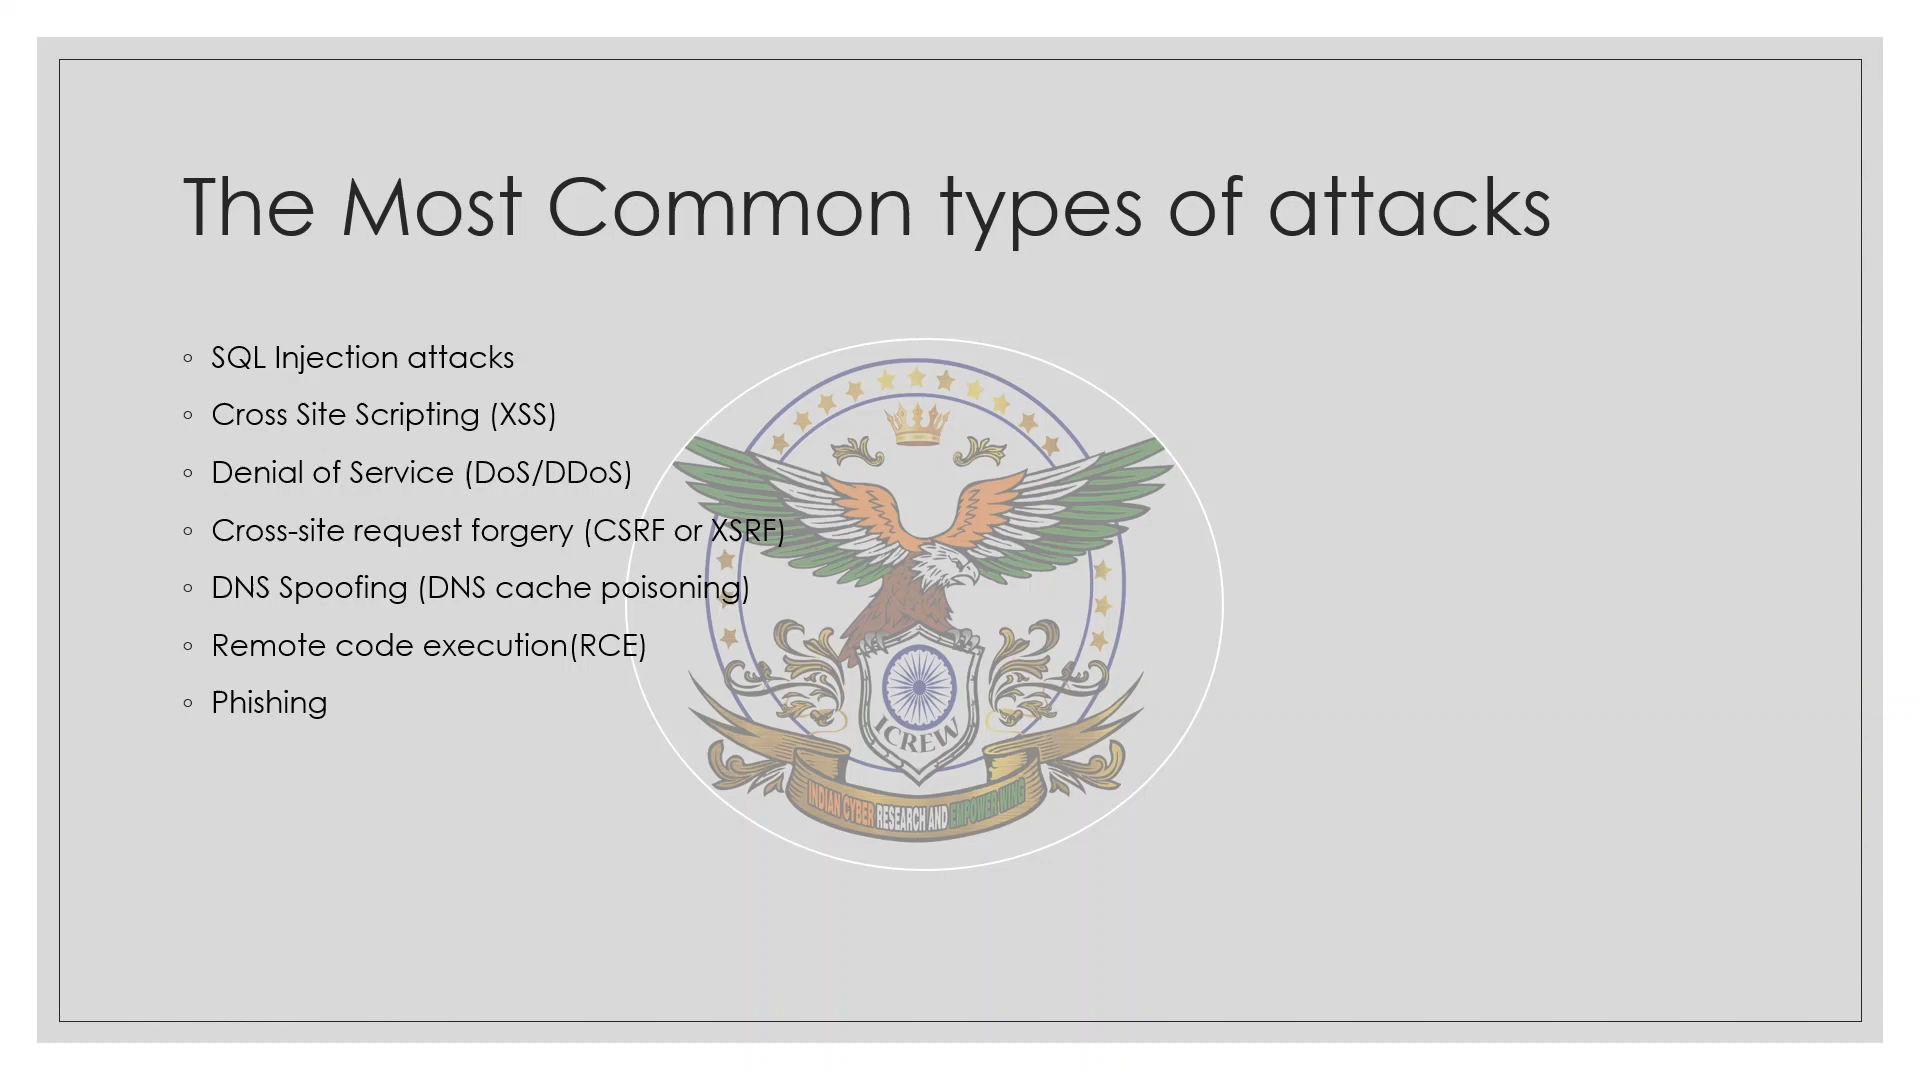 The Most Common types of attacks
◦ SQL Injection attacks
◦ Cross Site Scripting (XSS)
◦ Denial of Service (DoS/DDoS)
◦ Cross-site request forgery (CSRF or XSRF)
◦ DNS Spoofing (DNS cache poisoning)
◦ Remote code execution(RCE)
◦ Phishing
ICREW
INDIAN CYBER RESEARCH AND EMPOWER WING